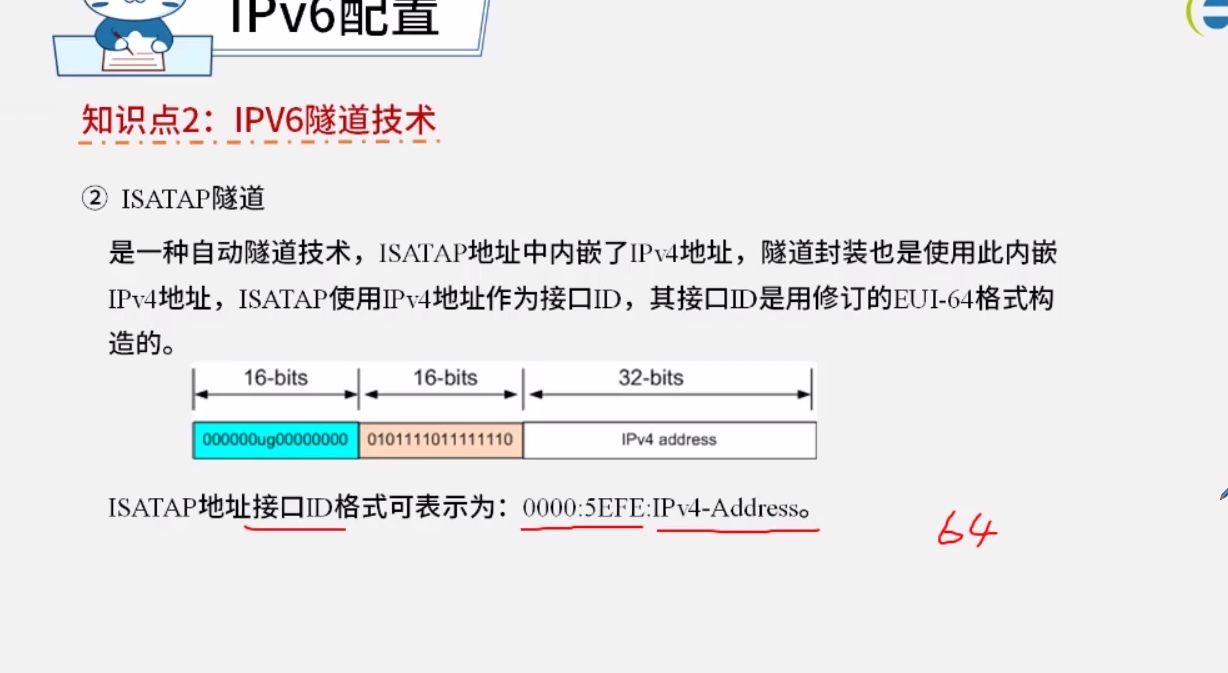 IPv6配置
知识点2：IPV6隧道技术
② ISATAP隧道
是一种自动隧道技术，ISATAP地址中内嵌了IPv4地址，隧道封装也是使用此内嵌
IPv4地址，ISATAP使用IPv4地址作为接口ID，其接口ID是用修订的EUI-64格式构
造的。
16-bits 16-bits 32-bits
000000ug00000000 0101111011111110 IPv4 address
ISATAP地址接口ID格式可表示为：0000:5EFE:IPv4-Address。
64